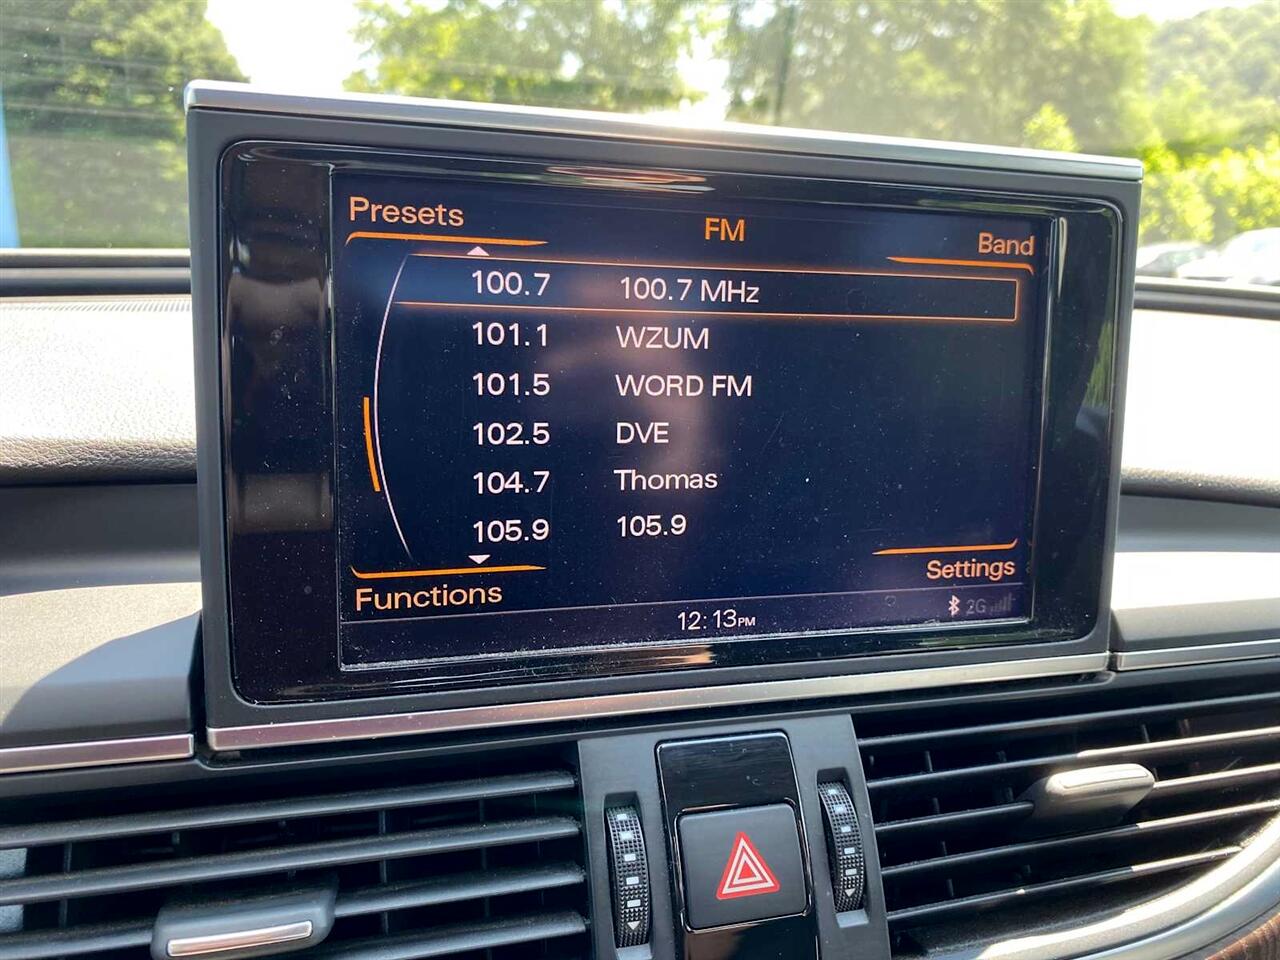 Presets
FM
Band
100.7 100.7 MHz
101.1 WZUM
101.5 WORD FM
102.5 DVE
104.7 Thomas
105.9 105.9
Settings
Functions
12:13PM
2G